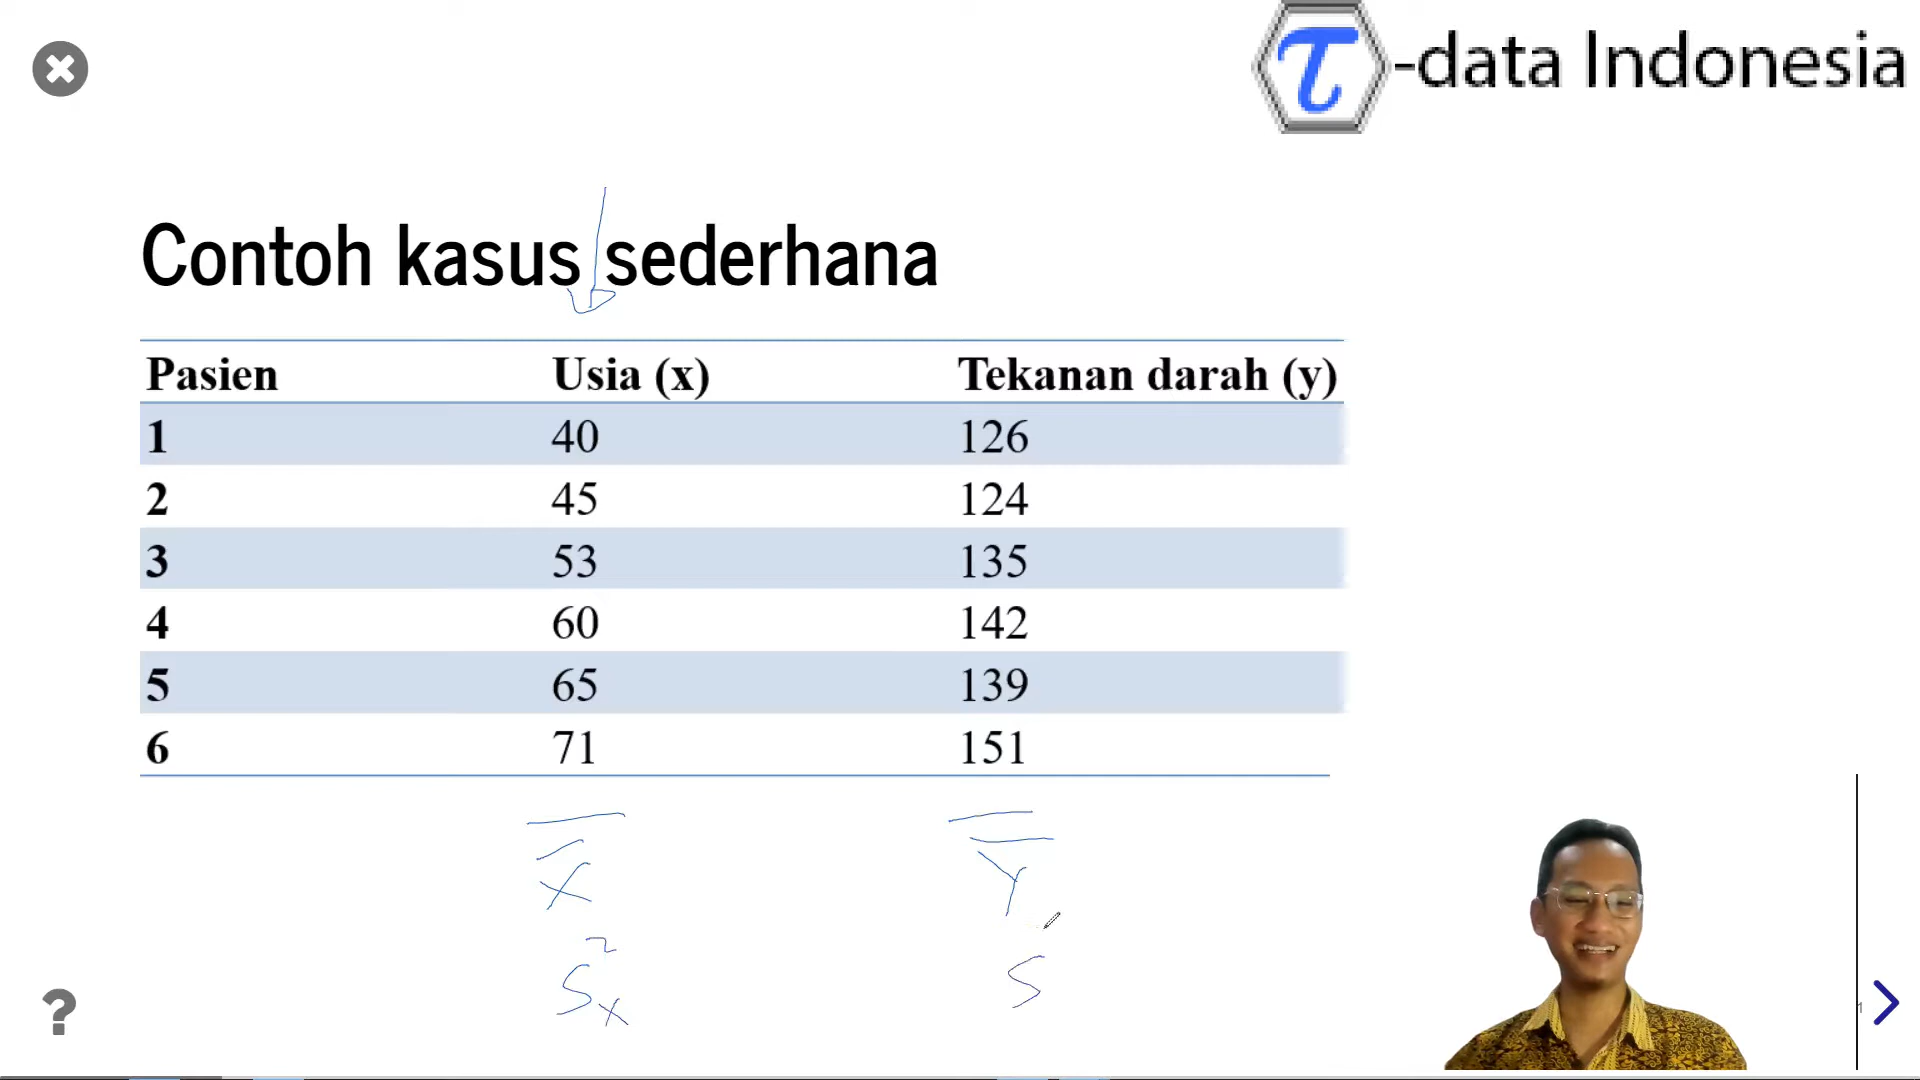 τ-data Indonesia
Contoh kasus sederhana
Pasien Usia (x) Tekanan darah (y)
1 40 126
2 45 124
3 53 135
4 60 142
5 65 139
6 71 151
x̅ y̅
S²x S
?
1